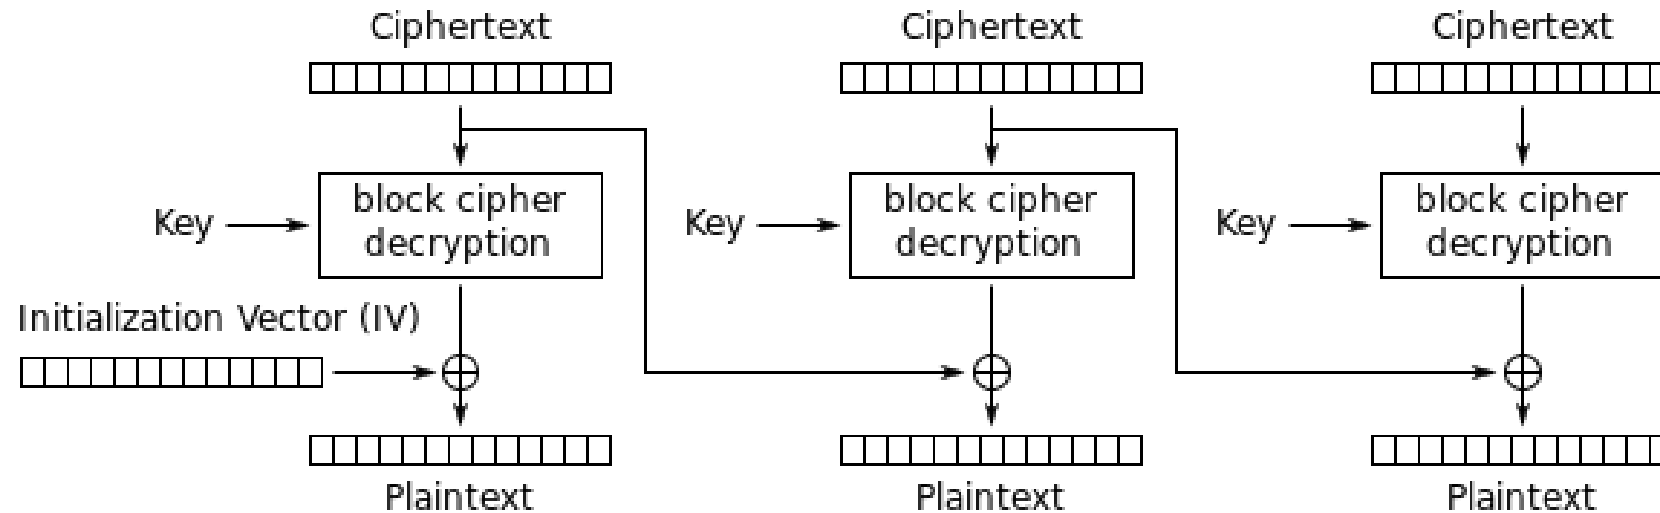 Ciphertext
Ciphertext
Ciphertext
Key
block cipher
decryption
Key
block cipher
decryption
Key
block cipher
decryption
Initialization Vector (IV)
Plaintext
Plaintext
Plaintext